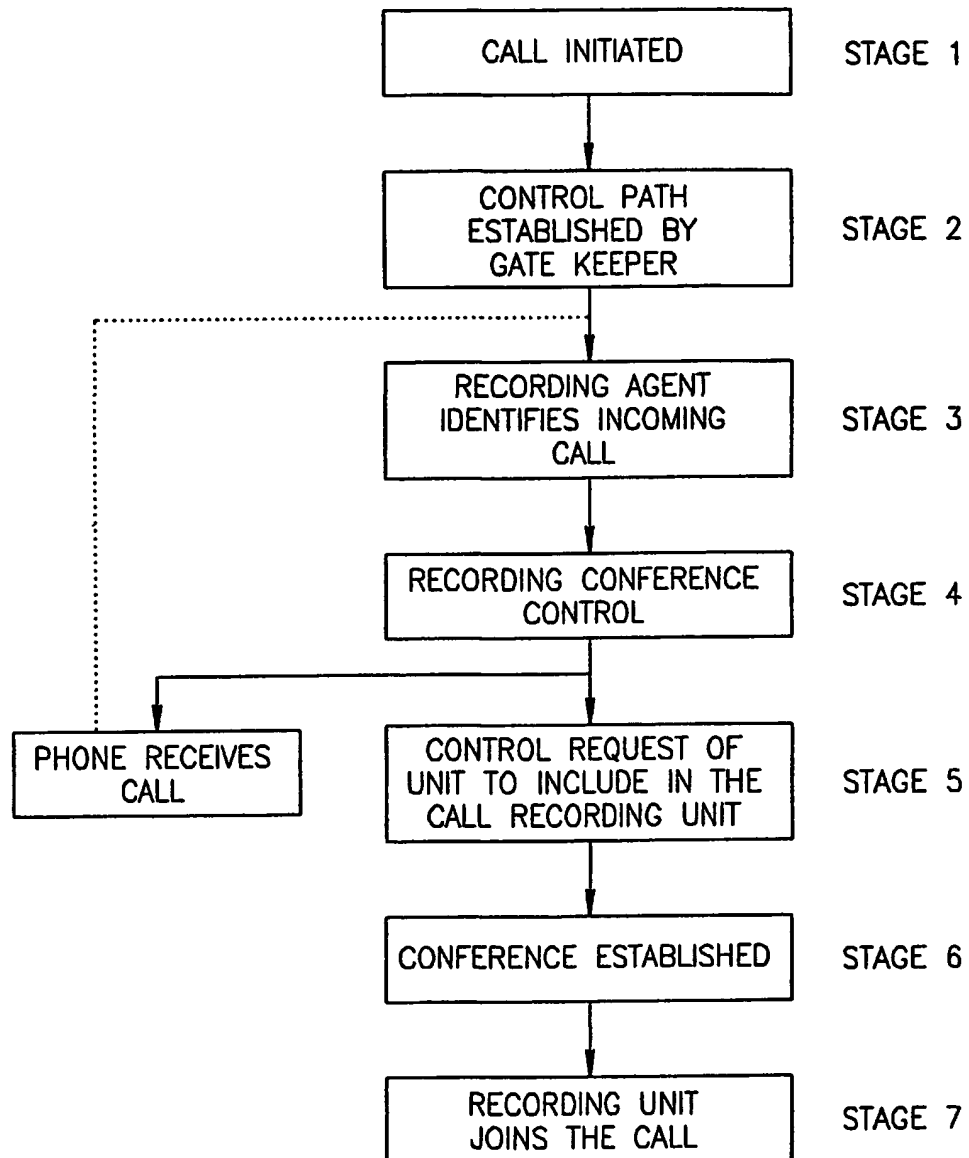 CALL INITIATED
STAGE 1
CONTROL PATH
ESTABLISHED BY
GATE KEEPER
STAGE 2
RECORDING AGENT
IDENTIFIES INCOMING
CALL
STAGE 3
RECORDING CONFERENCE
CONTROL
STAGE 4
PHONE RECEIVES
CALL
CONTROL REQUEST OF
UNIT TO INCLUDE IN THE
CALL RECORDING UNIT
STAGE 5
CONFERENCE ESTABLISHED
STAGE 6
RECORDING UNIT
JOINS THE CALL
STAGE 7